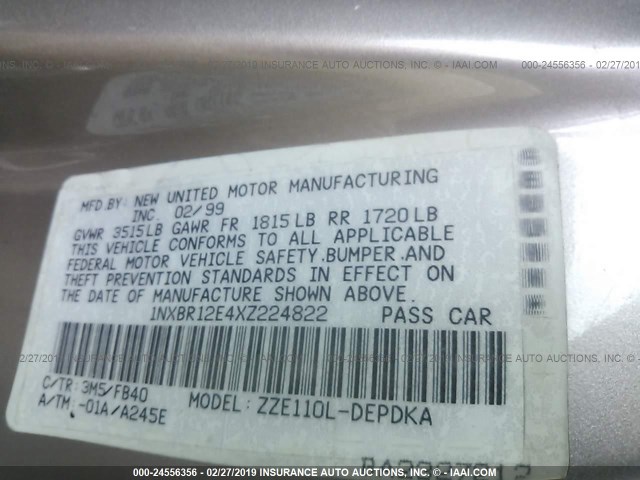 000-24556356 - 02/27/2019 INSURANCE AUTO AUCTIONS, INC. © - IAAI.COM
MFD.BY: NEW UNITED MOTOR MANUFACTURING
INC. 02/99
GVWR 3515LB GAWR FR 1815LB RR 1720LB
THIS VEHICLE CONFORMS TO ALL APPLICABLE
FEDERAL MOTOR VEHICLE SAFETY,BUMPER,AND
THEFT PREVENTION STANDARDS IN EFFECT ON
THE DATE OF MANUFACTURE SHOWN ABOVE.
1NXBR12E4XZ224822 PASS CAR
C/TR: 3M5/FB40
A/TM: -01A/A245E MODEL: ZZE110L-DEPDKA
000-24556356 - 02/27/2019 INSURANCE AUTO AUCTIONS, INC. © - IAAI.COM